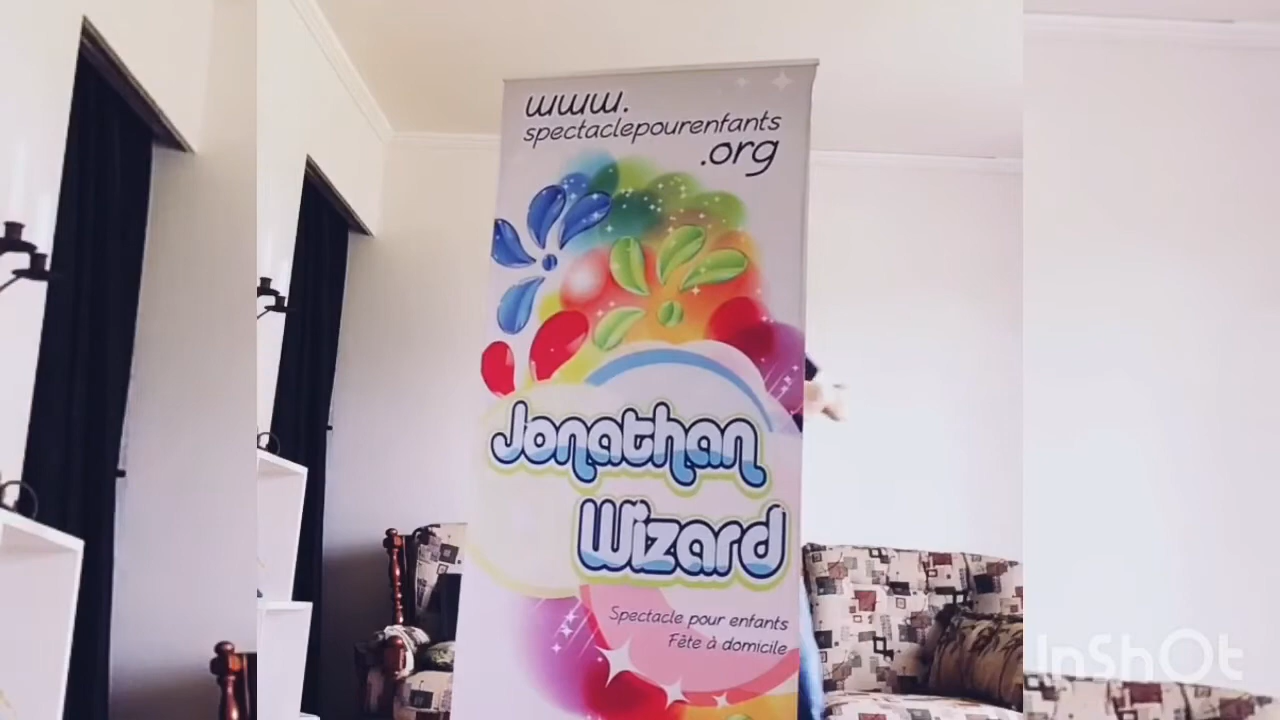 www.
spectaclepourenfants
.org
Jonathan
Wizard
Spectacle pour enfants
Fête à domicile
InShOt